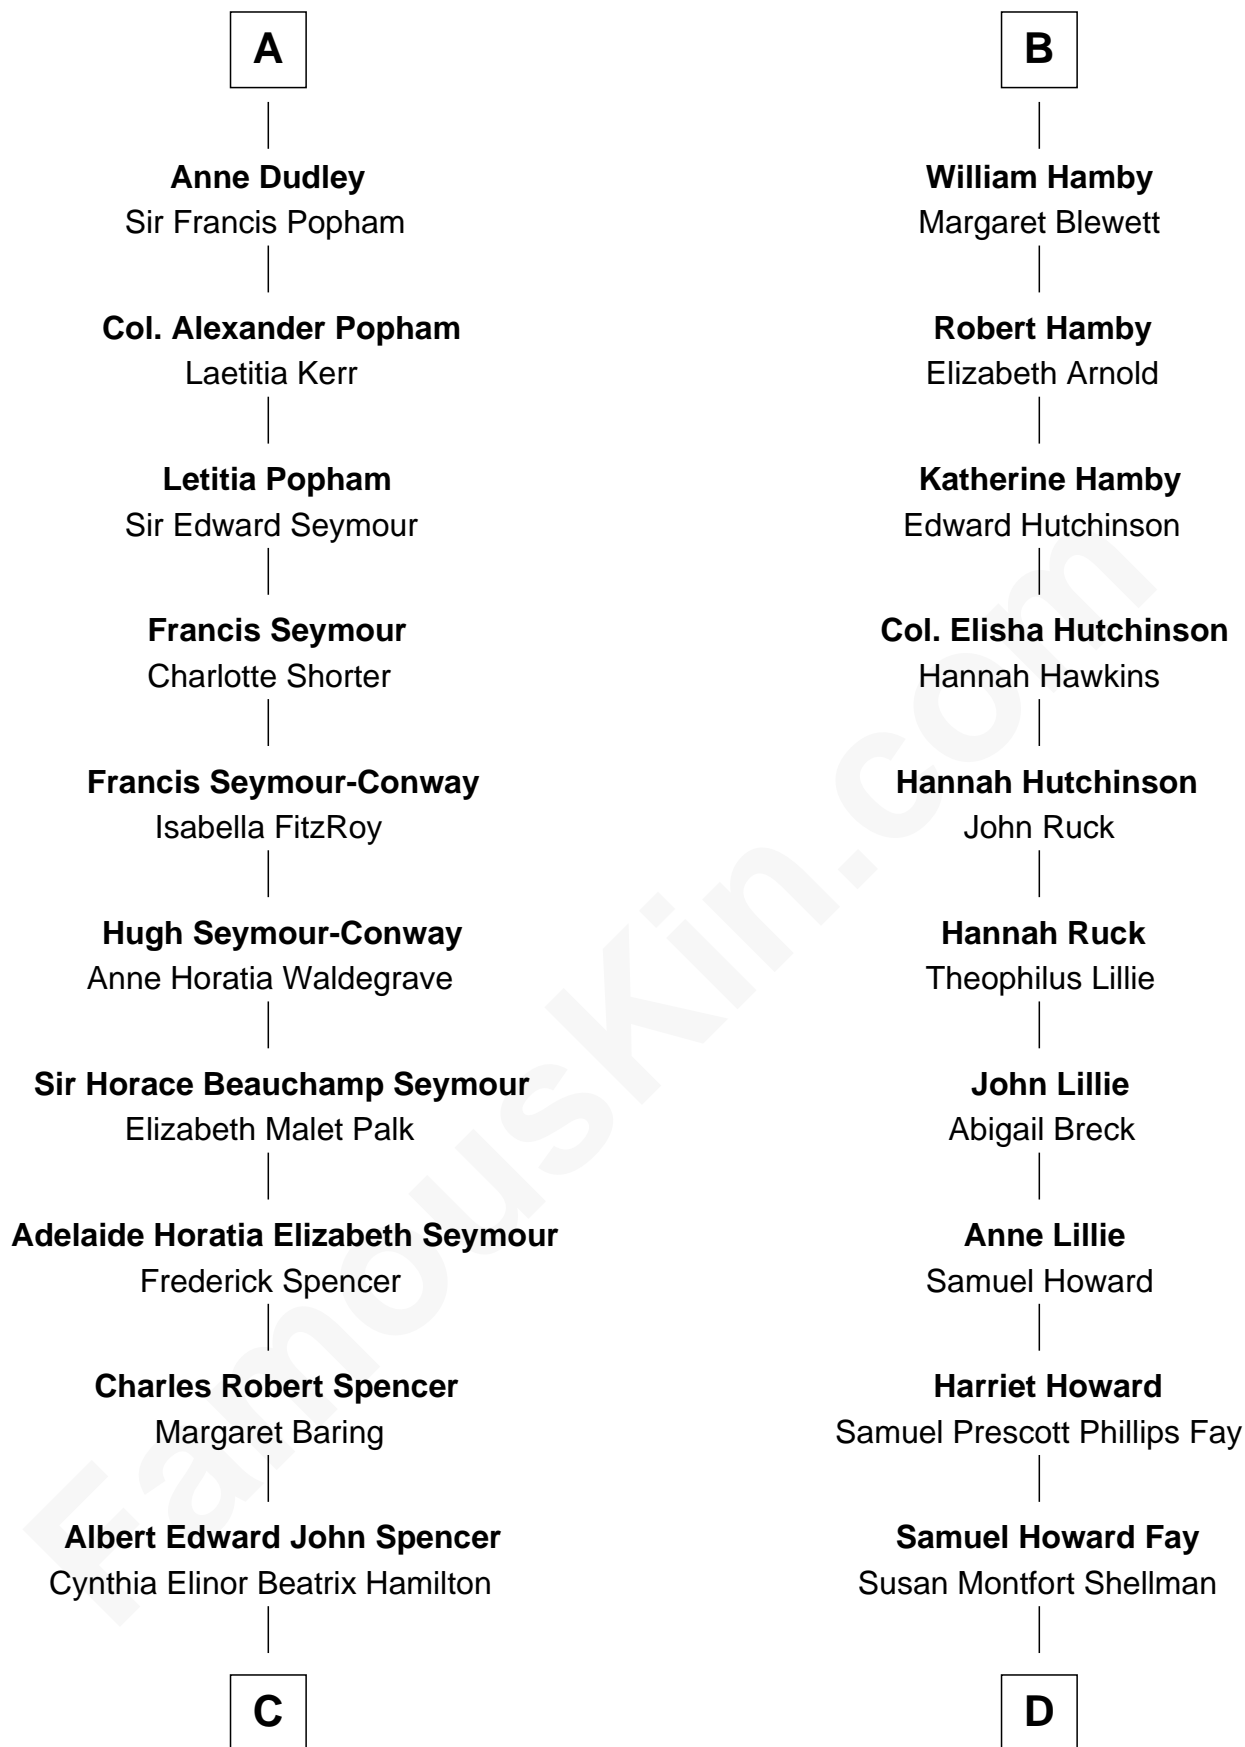 A
Anne Dudley
Sir Francis Popham
Col. Alexander Popham
Laetitia Kerr
Letitia Popham
Sir Edward Seymour
Francis Seymour
Charlotte Shorter
Francis Seymour-Conway
Isabella FitzRoy
Hugh Seymour-Conway
Anne Horatia Waldegrave
Sir Horace Beauchamp Seymour
Elizabeth Malet Palk
Adelaide Horatia Elizabeth Seymour
Frederick Spencer
Charles Robert Spencer
Margaret Baring
Albert Edward John Spencer
Cynthia Elinor Beatrix Hamilton
C
B
William Hamby
Margaret Blewett
Robert Hamby
Elizabeth Arnold
Katherine Hamby
Edward Hutchinson
Col. Elisha Hutchinson
Hannah Hawkins
Hannah Hutchinson
John Ruck
Hannah Ruck
Theophilus Lillie
John Lillie
Abigail Breck
Anne Lillie
Samuel Howard
Harriet Howard
Samuel Prescott Phillips Fay
Samuel Howard Fay
Susan Montfort Shellman
D
FamousKin.com